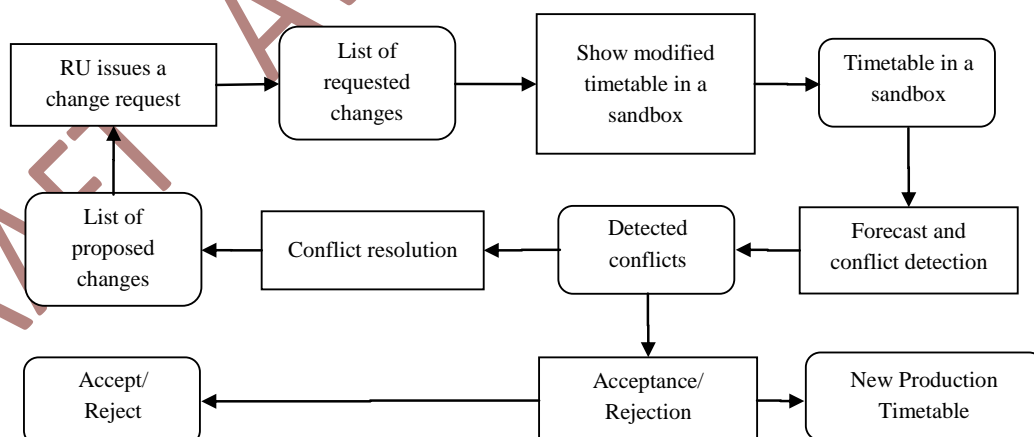 RU issues a
change request
List of
requested
changes
Show modified
timetable in a
sandbox
Timetable in a
sandbox
List of
proposed
changes
Conflict resolution
Detected
conflicts
Forecast and
conflict detection
Accept/
Reject
Acceptance/
Rejection
New Production
Timetable